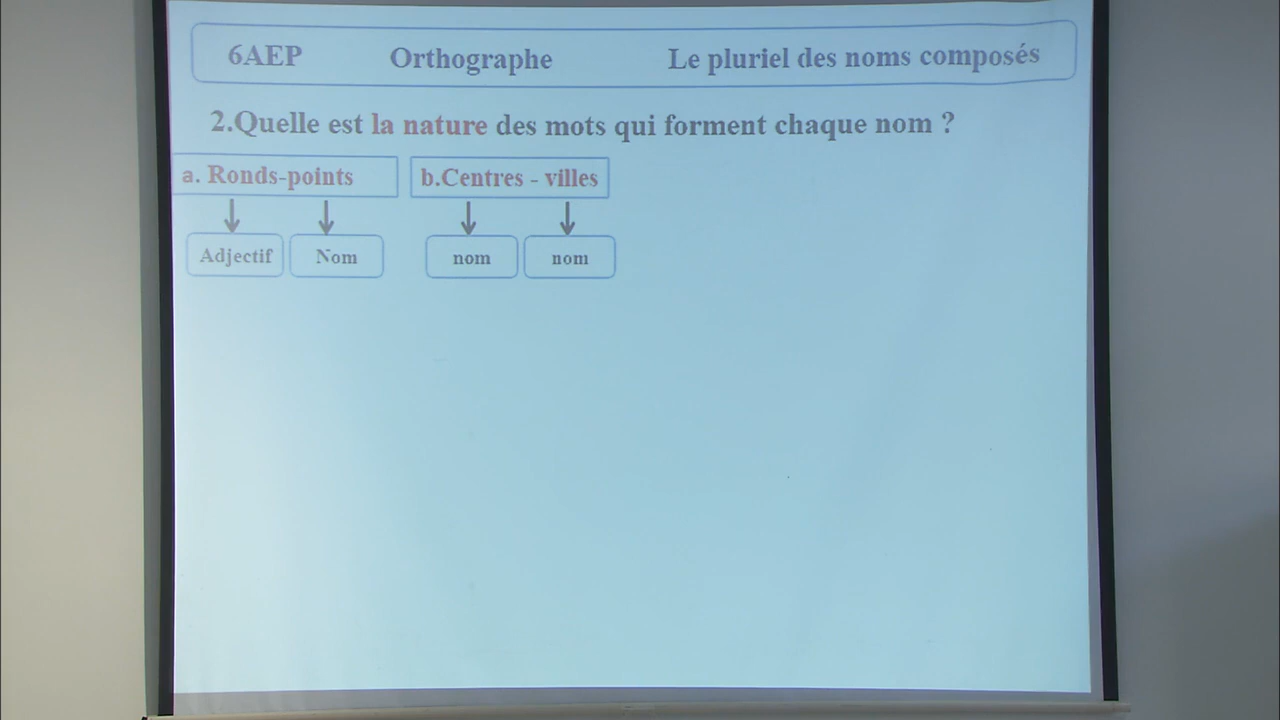 6AEP Orthographe Le pluriel des noms composés
2.Quelle est la nature des mots qui forment chaque nom ?
a. Ronds-points b.Centres - villes
Adjectif Nom nom nom